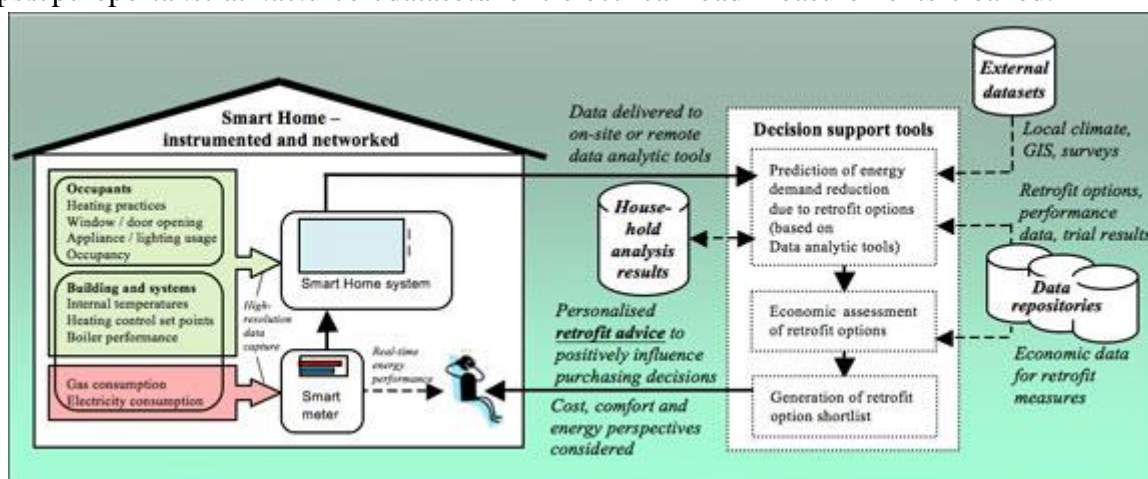 Smart Home –
instrumented and networked
Occupants
Heating practices
Window / door opening
Appliance / lighting usage
Occupancy
Building and systems
Internal temperatures
Heating control set points
Boiler performance
Gas consumption
Electricity consumption
High-
resolution
data
capture
Smart Home system
Smart
meter
Real-time
energy
performance
Data delivered to
on-site or remote
data analytic tools
House-
hold
analysis
results
Personalised
retrofit advice to
positively influence
purchasing decisions
Cost, comfort and
energy perspectives
considered
Decision support tools
Prediction of energy
demand reduction
due to retrofit options
(based on
Data analytic tools)
Economic assessment
of retrofit options
Generation of retrofit
option shortlist
External
datasets
Local climate,
GIS, surveys
Retrofit options,
performance
data, trial results
Data
repositories
Economic data
for retrofit
measures